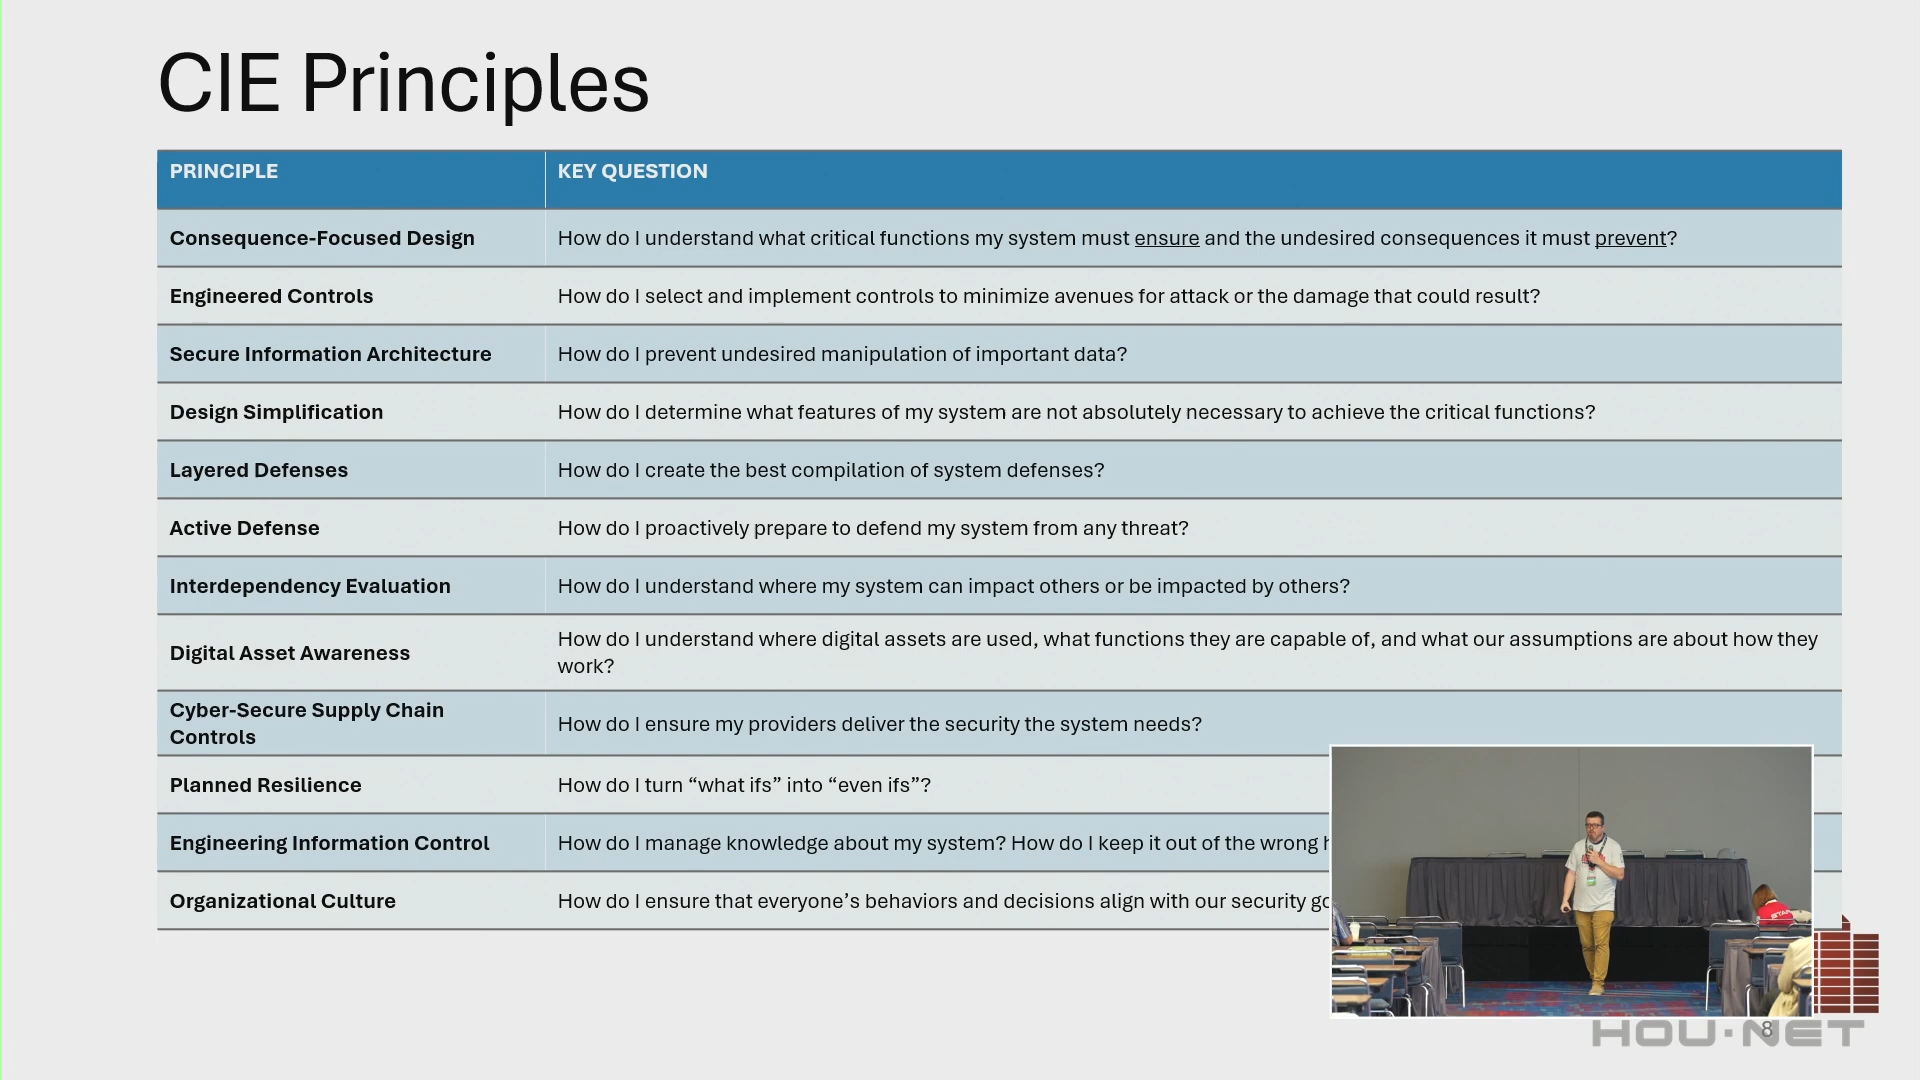 CIE Principles
PRINCIPLE
KEY QUESTION
Consequence-Focused Design
How do I understand what critical functions my system must ensure and the undesired consequences it must prevent?
Engineered Controls
How do I select and implement controls to minimize avenues for attack or the damage that could result?
Secure Information Architecture
How do I prevent undesired manipulation of important data?
Design Simplification
How do I determine what features of my system are not absolutely necessary to achieve the critical functions?
Layered Defenses
How do I create the best compilation of system defenses?
Active Defense
How do I proactively prepare to defend my system from any threat?
Interdependency Evaluation
How do I understand where my system can impact others or be impacted by others?
Digital Asset Awareness
How do I understand where digital assets are used, what functions they are capable of, and what our assumptions are about how they
work?
Cyber-Secure Supply Chain
Controls
How do I ensure my providers deliver the security the system needs?
Planned Resilience
How do I turn “what ifs” into “even ifs”?
Engineering Information Control
How do I manage knowledge about my system? How do I keep it out of the wrong
Organizational Culture
How do I ensure that everyone’s behaviors and decisions align with our security
HOU·NET
8